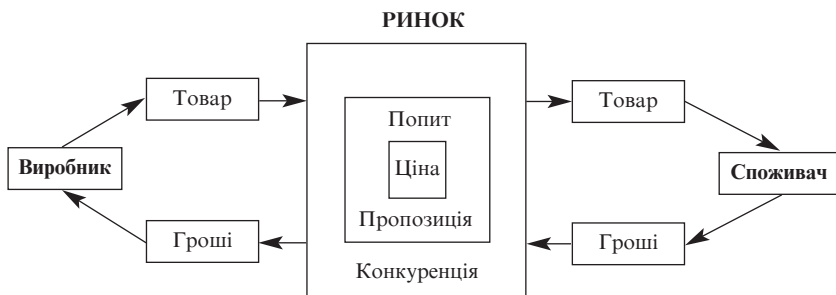 РИНОК
Товар
Товар
Попит
Виробник
Ціна
Споживач
Пропозиція
Гроші
Гроші
Конкуренція